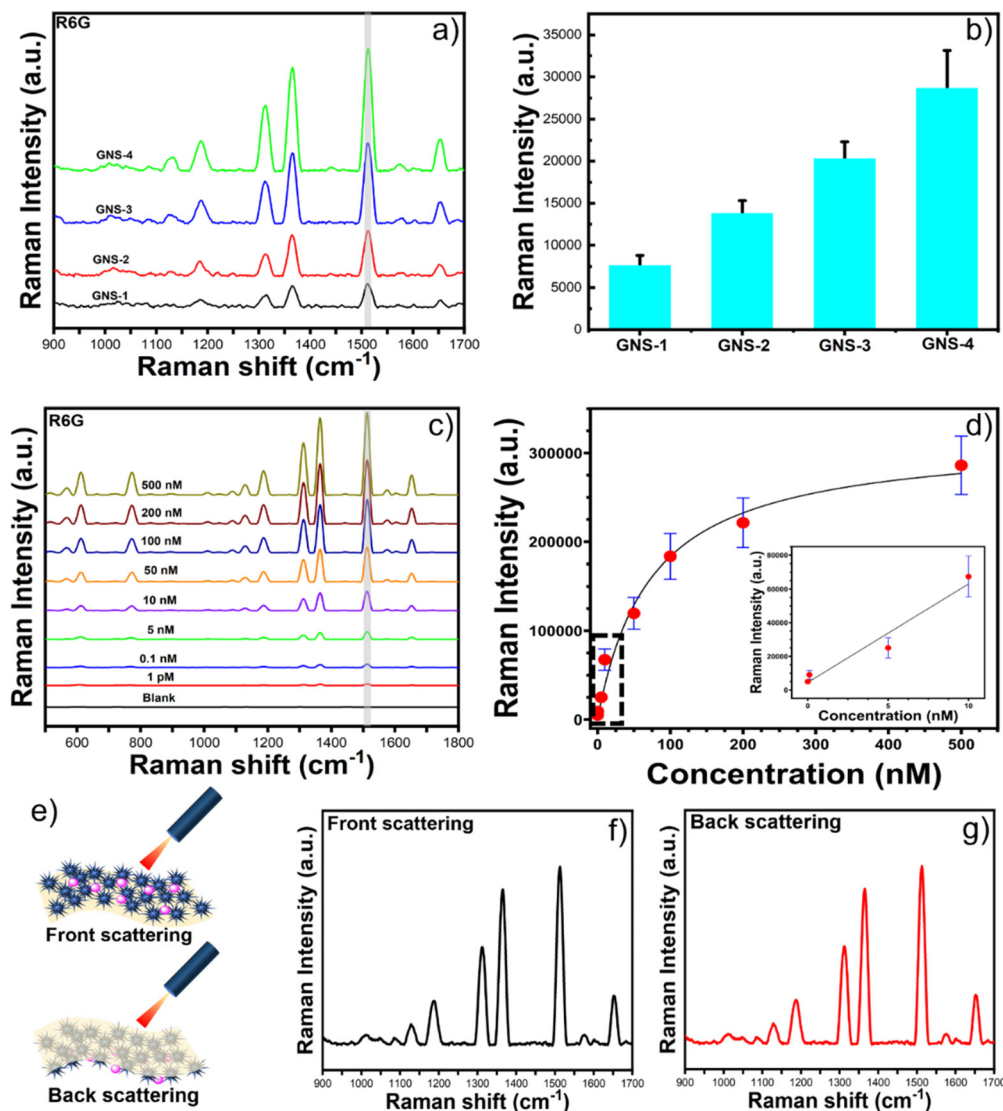 R6G
a)
Raman Intensity (a.u.)
GNS-4
GNS-3
GNS-2
GNS-1
900 1000 1100 1200 1300 1400 1500 1600 1700
Raman shift (cm-1)
b)
Raman Intensity (a.u.)
35000
30000
25000
20000
15000
10000
5000
0
GNS-1 GNS-2 GNS-3 GNS-4
R6G
c)
Raman Intensity (a.u.)
500 nM
200 nM
100 nM
50 nM
10 nM
5 nM
0.1 nM
1 pM
Blank
600 800 1000 1200 1400 1600 1800
Raman shift (cm-1)
d)
Raman Intensity (a.u.)
300000
200000
100000
0
0 100 200 300 400 500
Concentration (nM)
Raman Intensity (a.u.)
80000
60000
40000
20000
0
0 5 10
Concentration (nM)
e)
Front scattering
Back scattering
Front scattering
f)
Raman Intensity (a.u.)
900 1000 1100 1200 1300 1400 1500 1600 1700
Raman shift (cm-1)
Back scattering
g)
Raman Intensity (a.u.)
900 1000 1100 1200 1300 1400 1500 1600 1700
Raman shift (cm-1)